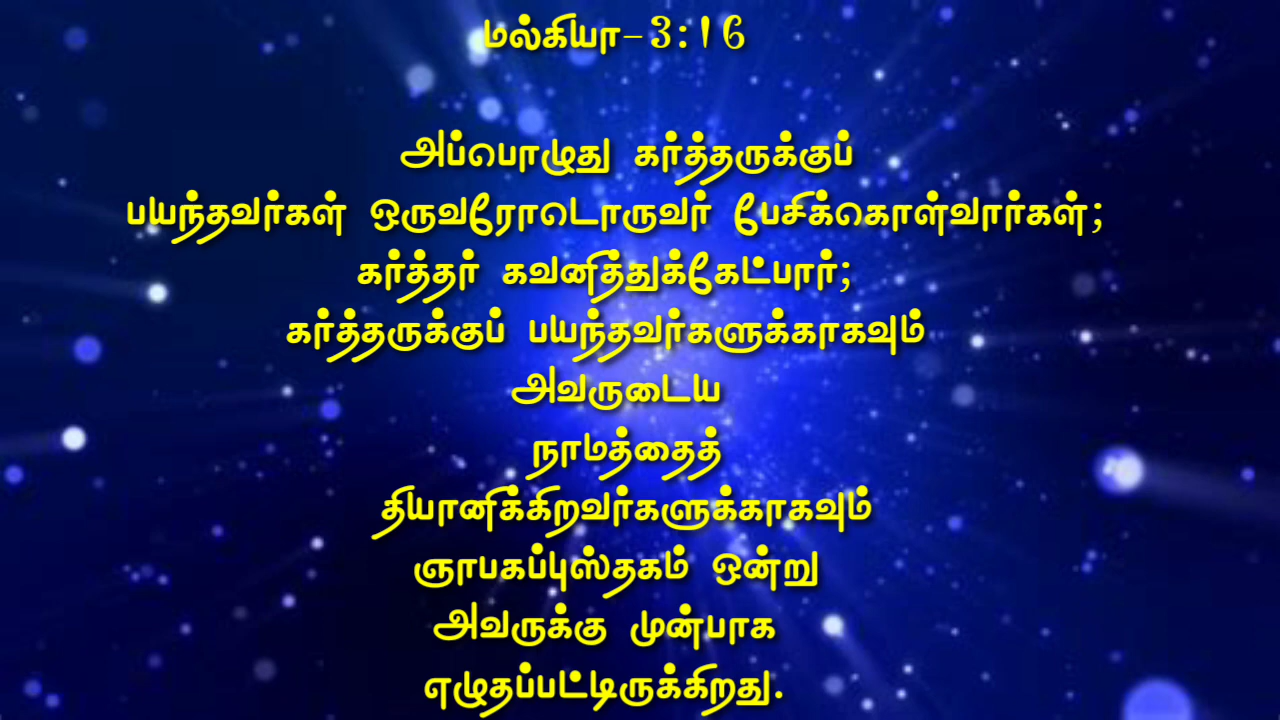 மல்கியா-3:16
அப்பொழுது கர்த்தருக்குப்
பயந்தவர்கள் ஒருவரோடொருவர் பேசிக்கொள்வார்கள்;
கர்த்தர் கவனித்துக்கேட்பார்;
கர்த்தருக்குப் பயந்தவர்களுக்காகவும்
அவருடைய
நாமத்தைத்
தியானிக்கிறவர்களுக்காகவும்
ஞாபகப்புஸ்தகம் ஒன்று
அவருக்கு முன்பாக
எழுதப்பட்டிருக்கிறது.